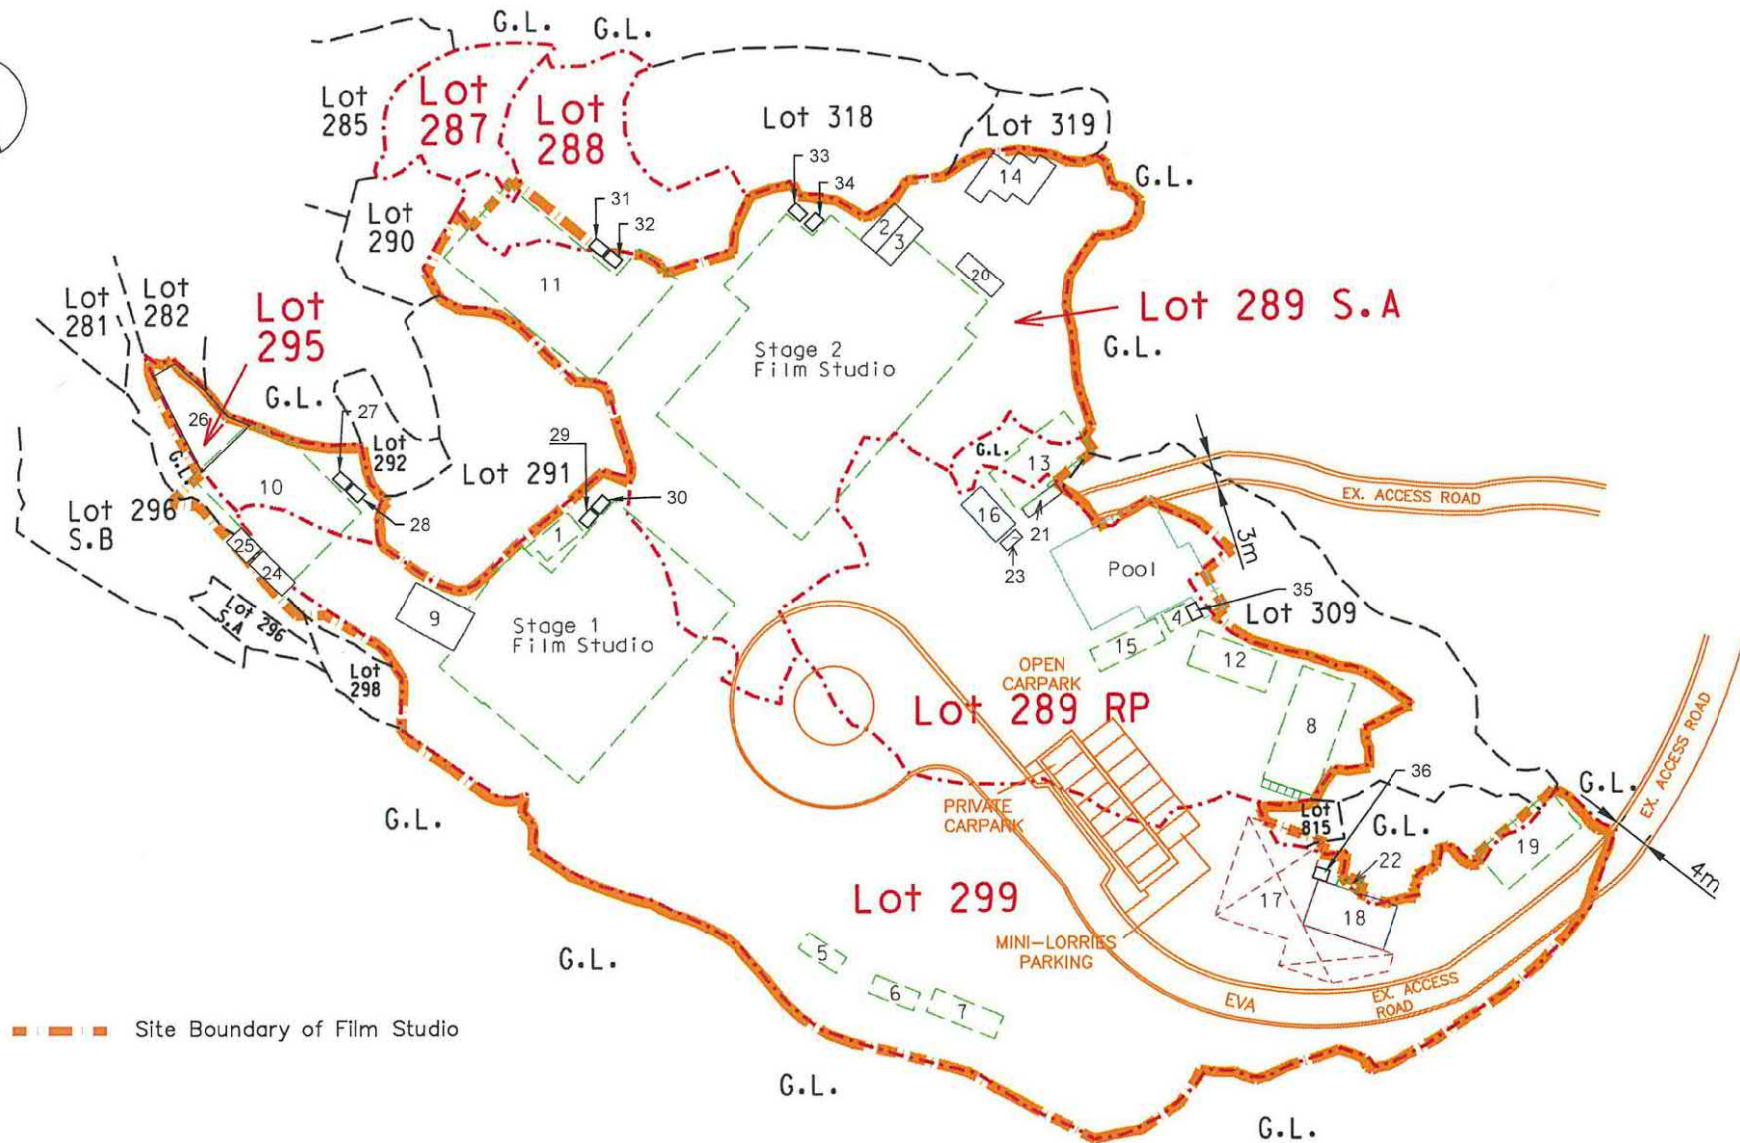 G.L.
G.L.
Lot
285
Lot
287
Lot
288
Lot 318
Lot 319
33
34
14
G.L.
31
32
Lot
290
2
3
11
20
Lot
281
Lot
282
Lot
295
Lot 289 S.A
G.L.
Stage 2
Film Studio
G.L.
26
27
29
Lot
292
Lot 291
G.L.
13
G.L.
10
28
30
EX. ACCESS ROAD
Lot 296
S.B
16
21
3m
25
24
1
23
Pool
35
Lot 296
S.A
9
Stage 1
Film Studio
4
Lot 309
15
12
Lot
298
OPEN
CARPARK
Lot 289 RP
8
EX. ACCESS ROAD
36
G.L.
PRIVATE
CARPARK
Lot
815
G.L.
G.L.
22
19
4m
Lot 299
17
18
MINI-LORRIES
PARKING
5
G.L.
6
7
EVA
EX. ACCESS
ROAD
Site Boundary of Film Studio
G.L.
G.L.